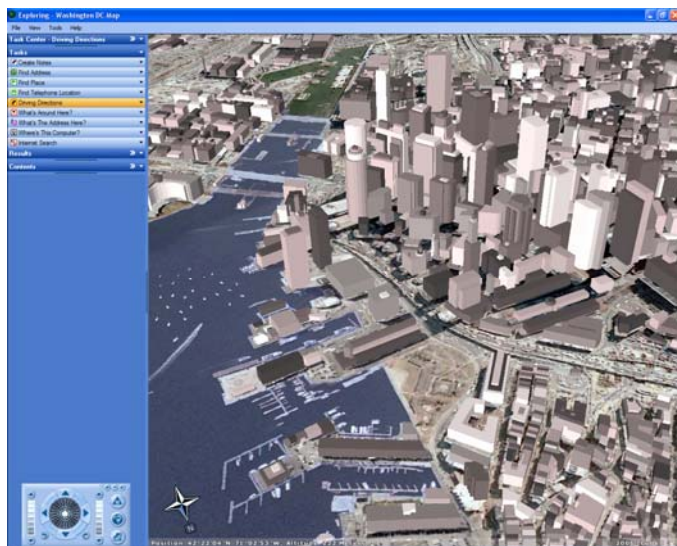 Exploring - Washington DC Map
File View Tools Help
Task Center - Driving Directions
Tasks
Create Notes
Find Address
Find Place
Find Telephone Location
Driving Directions
What's Around Here?
What's The Address Here?
Where's This Computer?
Internet Search
Results
Contents
N